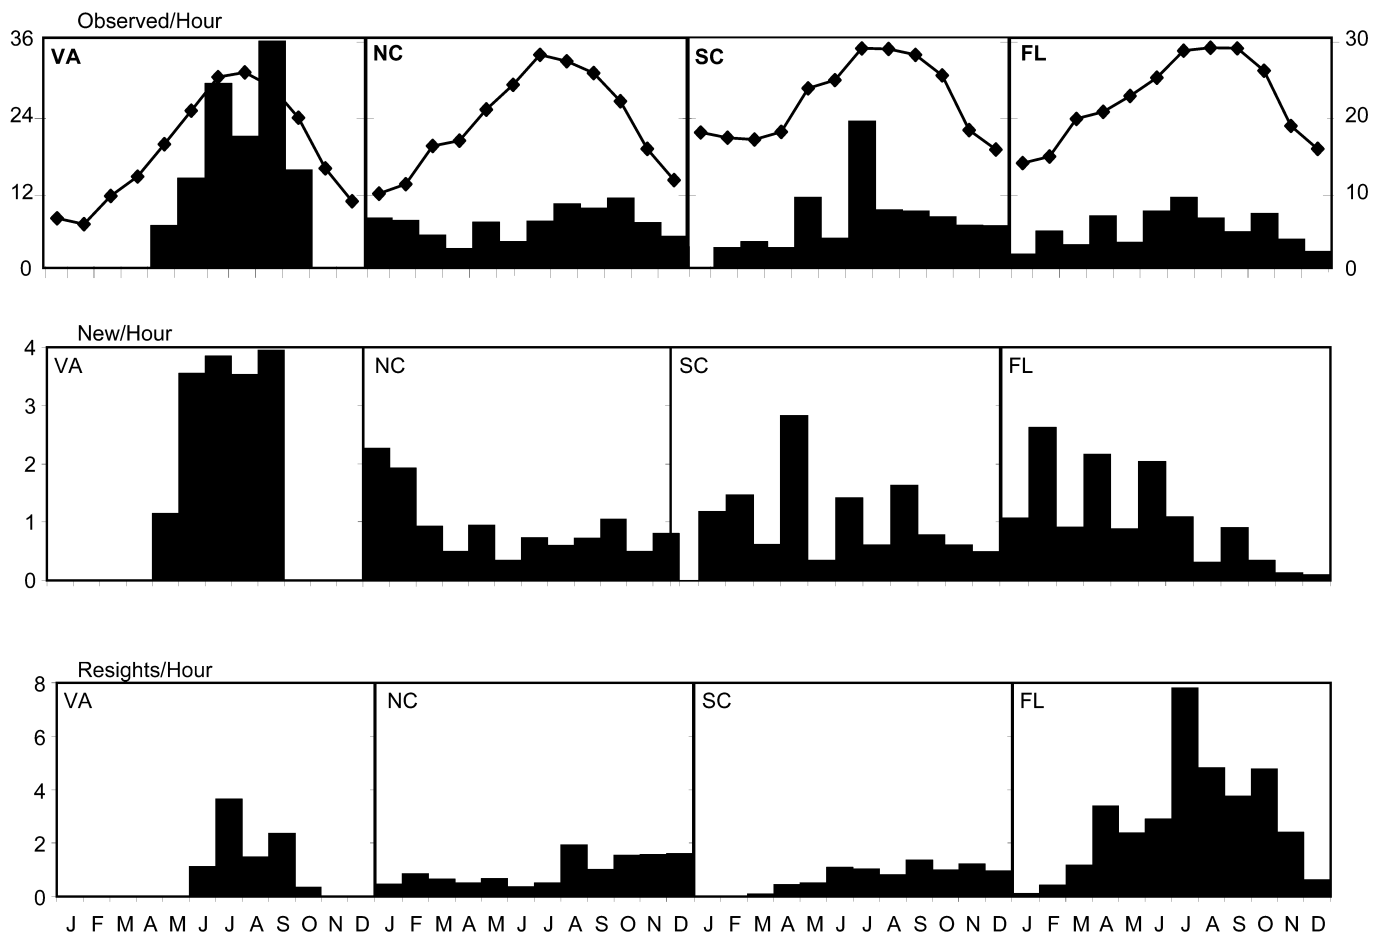 Observed/Hour
36 VA NC SC FL 30
24 20
12 10
0 0
New/Hour
4
VA NC SC FL
3
2
1
0
Resights/Hour
8
VA NC SC FL
6
4
2
0
J F M A M J J A S O N D J F M A M J J A S O N D J F M A M J J A S O N D J F M A M J J A S O N D